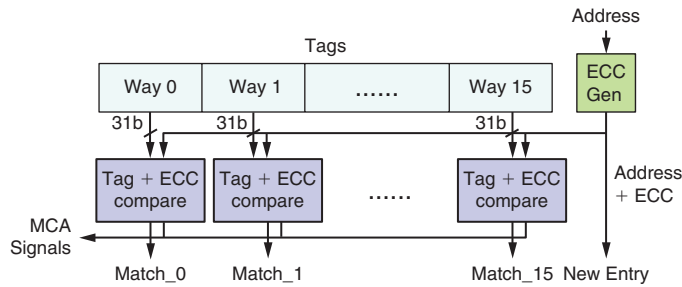 Address
Tags
ECC
Gen
Way 0
Way 1
......
Way 15
31b
31b
31b
Tag + ECC
compare
Tag + ECC
compare
......
Tag + ECC
compare
Address
+ ECC
MCA
Signals
Match_0
Match_1
Match_15
New Entry